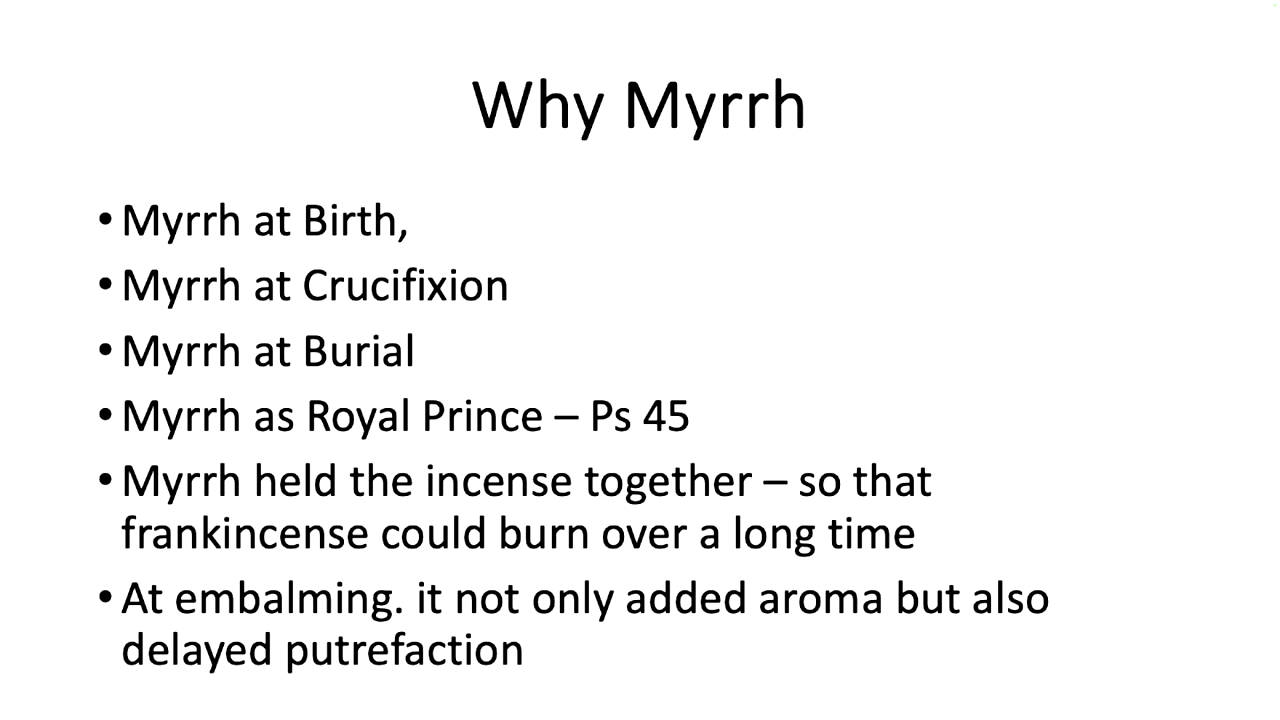 Why Myrrh
• Myrrh at Birth,
• Myrrh at Crucifixion
• Myrrh at Burial
• Myrrh as Royal Prince – Ps 45
• Myrrh held the incense together – so that
frankincense could burn over a long time
• At embalming. it not only added aroma but also
delayed putrefaction